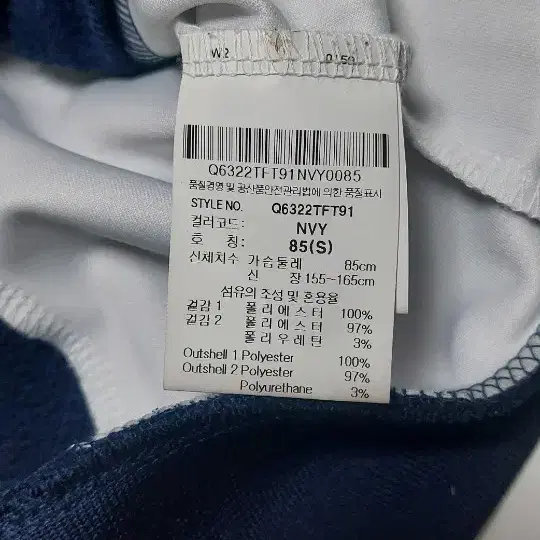 W2
Q6322TFT91NVY0085
품질경영 및 공산품안전관리법에 의한 품질표시
STYLE NO. Q6322TFT91
컬러코드: NVY
호 칭: 85(S)
신체치수 가슴둘레 85cm
신 장 155~165cm
섬유의 조성 및 혼용율
겉감 1 폴리에스터 100%
겉감 2 폴리에스터 97%
폴리우레탄 3%
Outshell 1 Polyester 100%
Outshell 2 Polyester 97%
Polyurethane 3%